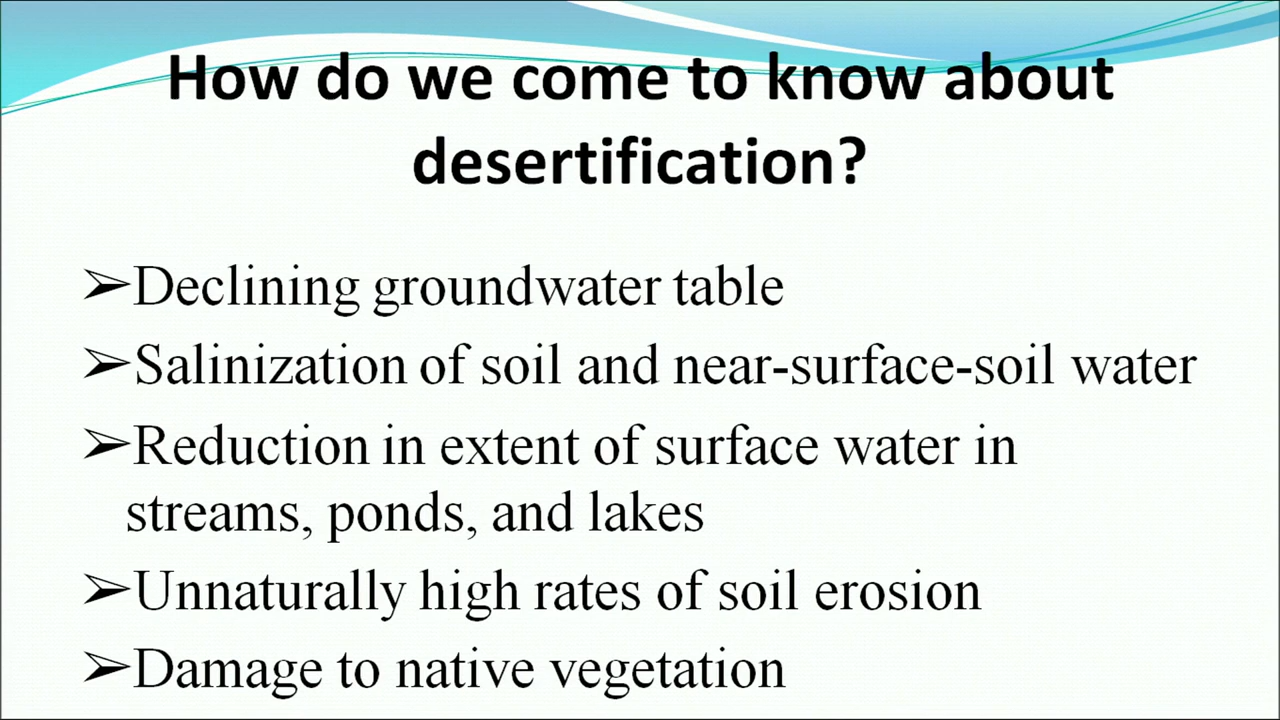 How do we come to know about
desertification?
➢Declining groundwater table
➢Salinization of soil and near-surface-soil water
➢Reduction in extent of surface water in
streams, ponds, and lakes
➢Unnaturally high rates of soil erosion
➢Damage to native vegetation